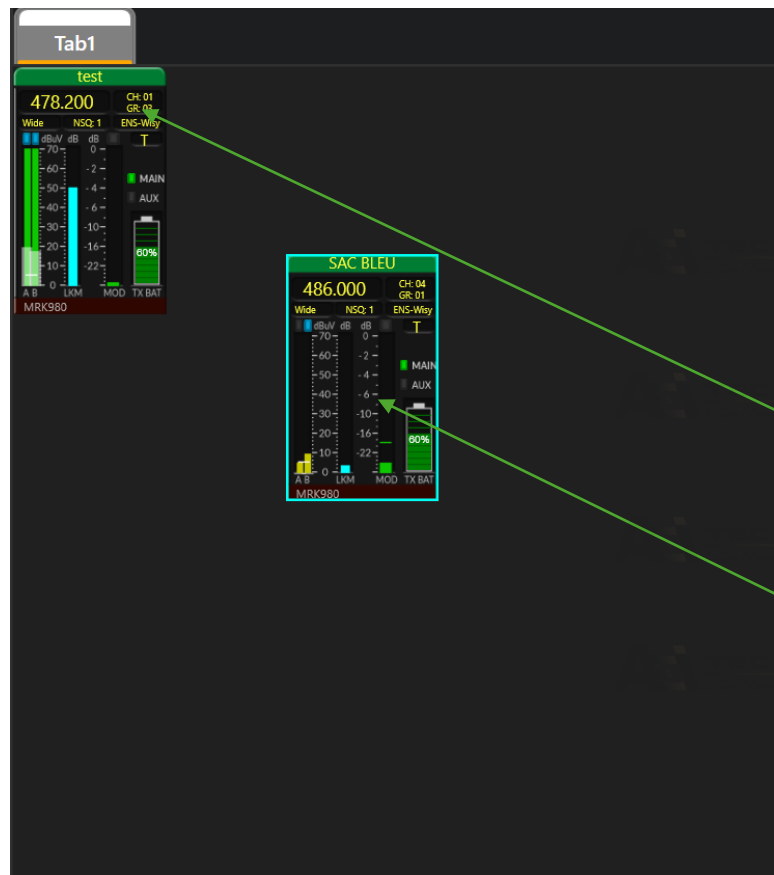 Tab1
test
478.200 CH: 01
GR: 03
Wide NSQ: 1 ENS-Wisy
dBuV dB dB T
70 0
60 -2 MAIN
50 -4 AUX
40 -6
30 -10
20 -16 60%
10 -22
0
A B LKM MOD TX BAT
MRK980
SAC BLEU
486.000 CH: 04
GR: 01
Wide NSQ: 1 ENS-Wisy
dBuV dB dB T
70 0
60 -2 MAIN
50 -4 AUX
40 -6
30 -10
20 -16 60%
10 -22
0
A B LKM MOD TX BAT
MRK980